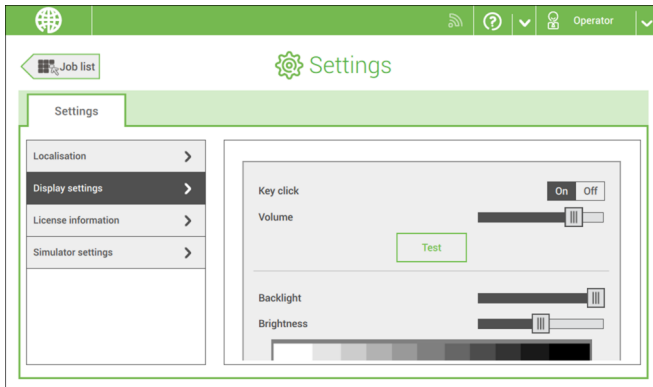 Operator
Job list
Settings
Settings
Localisation
Display settings
License information
Simulator settings
Key click
On Off
Volume
Test
Backlight
Brightness